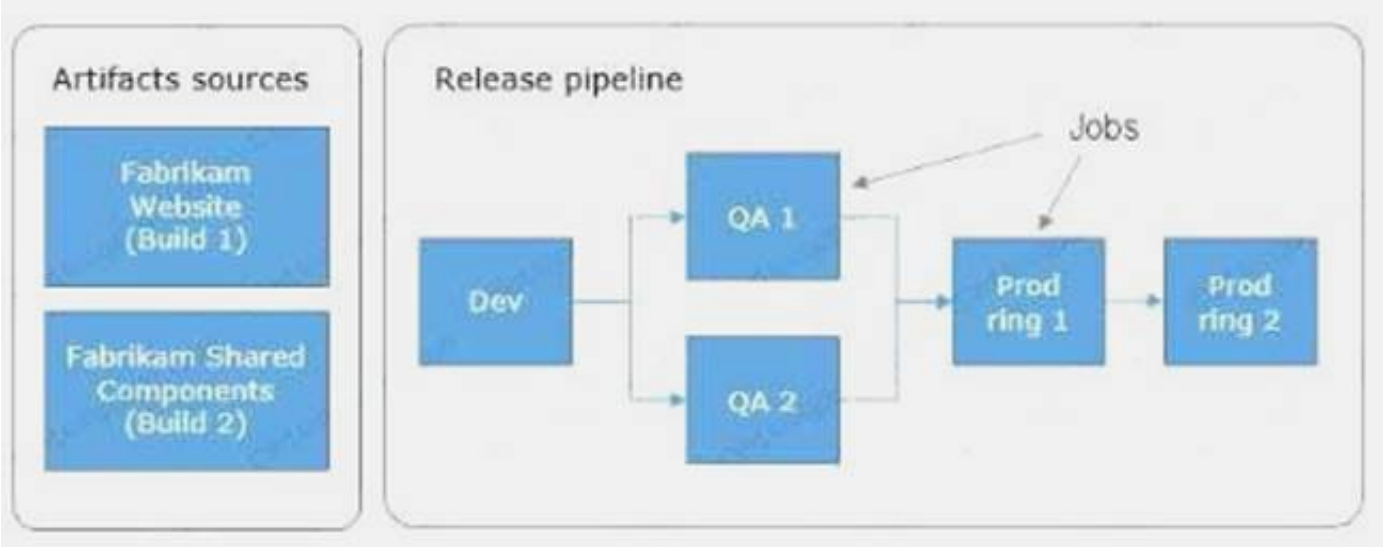 Artifacts sources
Fabrikam
Website
(Build 1)
Fabrikam Shared
Components
(Build 2)
Release pipeline
Jobs
Dev
QA 1
QA 2
Prod
ring 1
Prod
ring 2